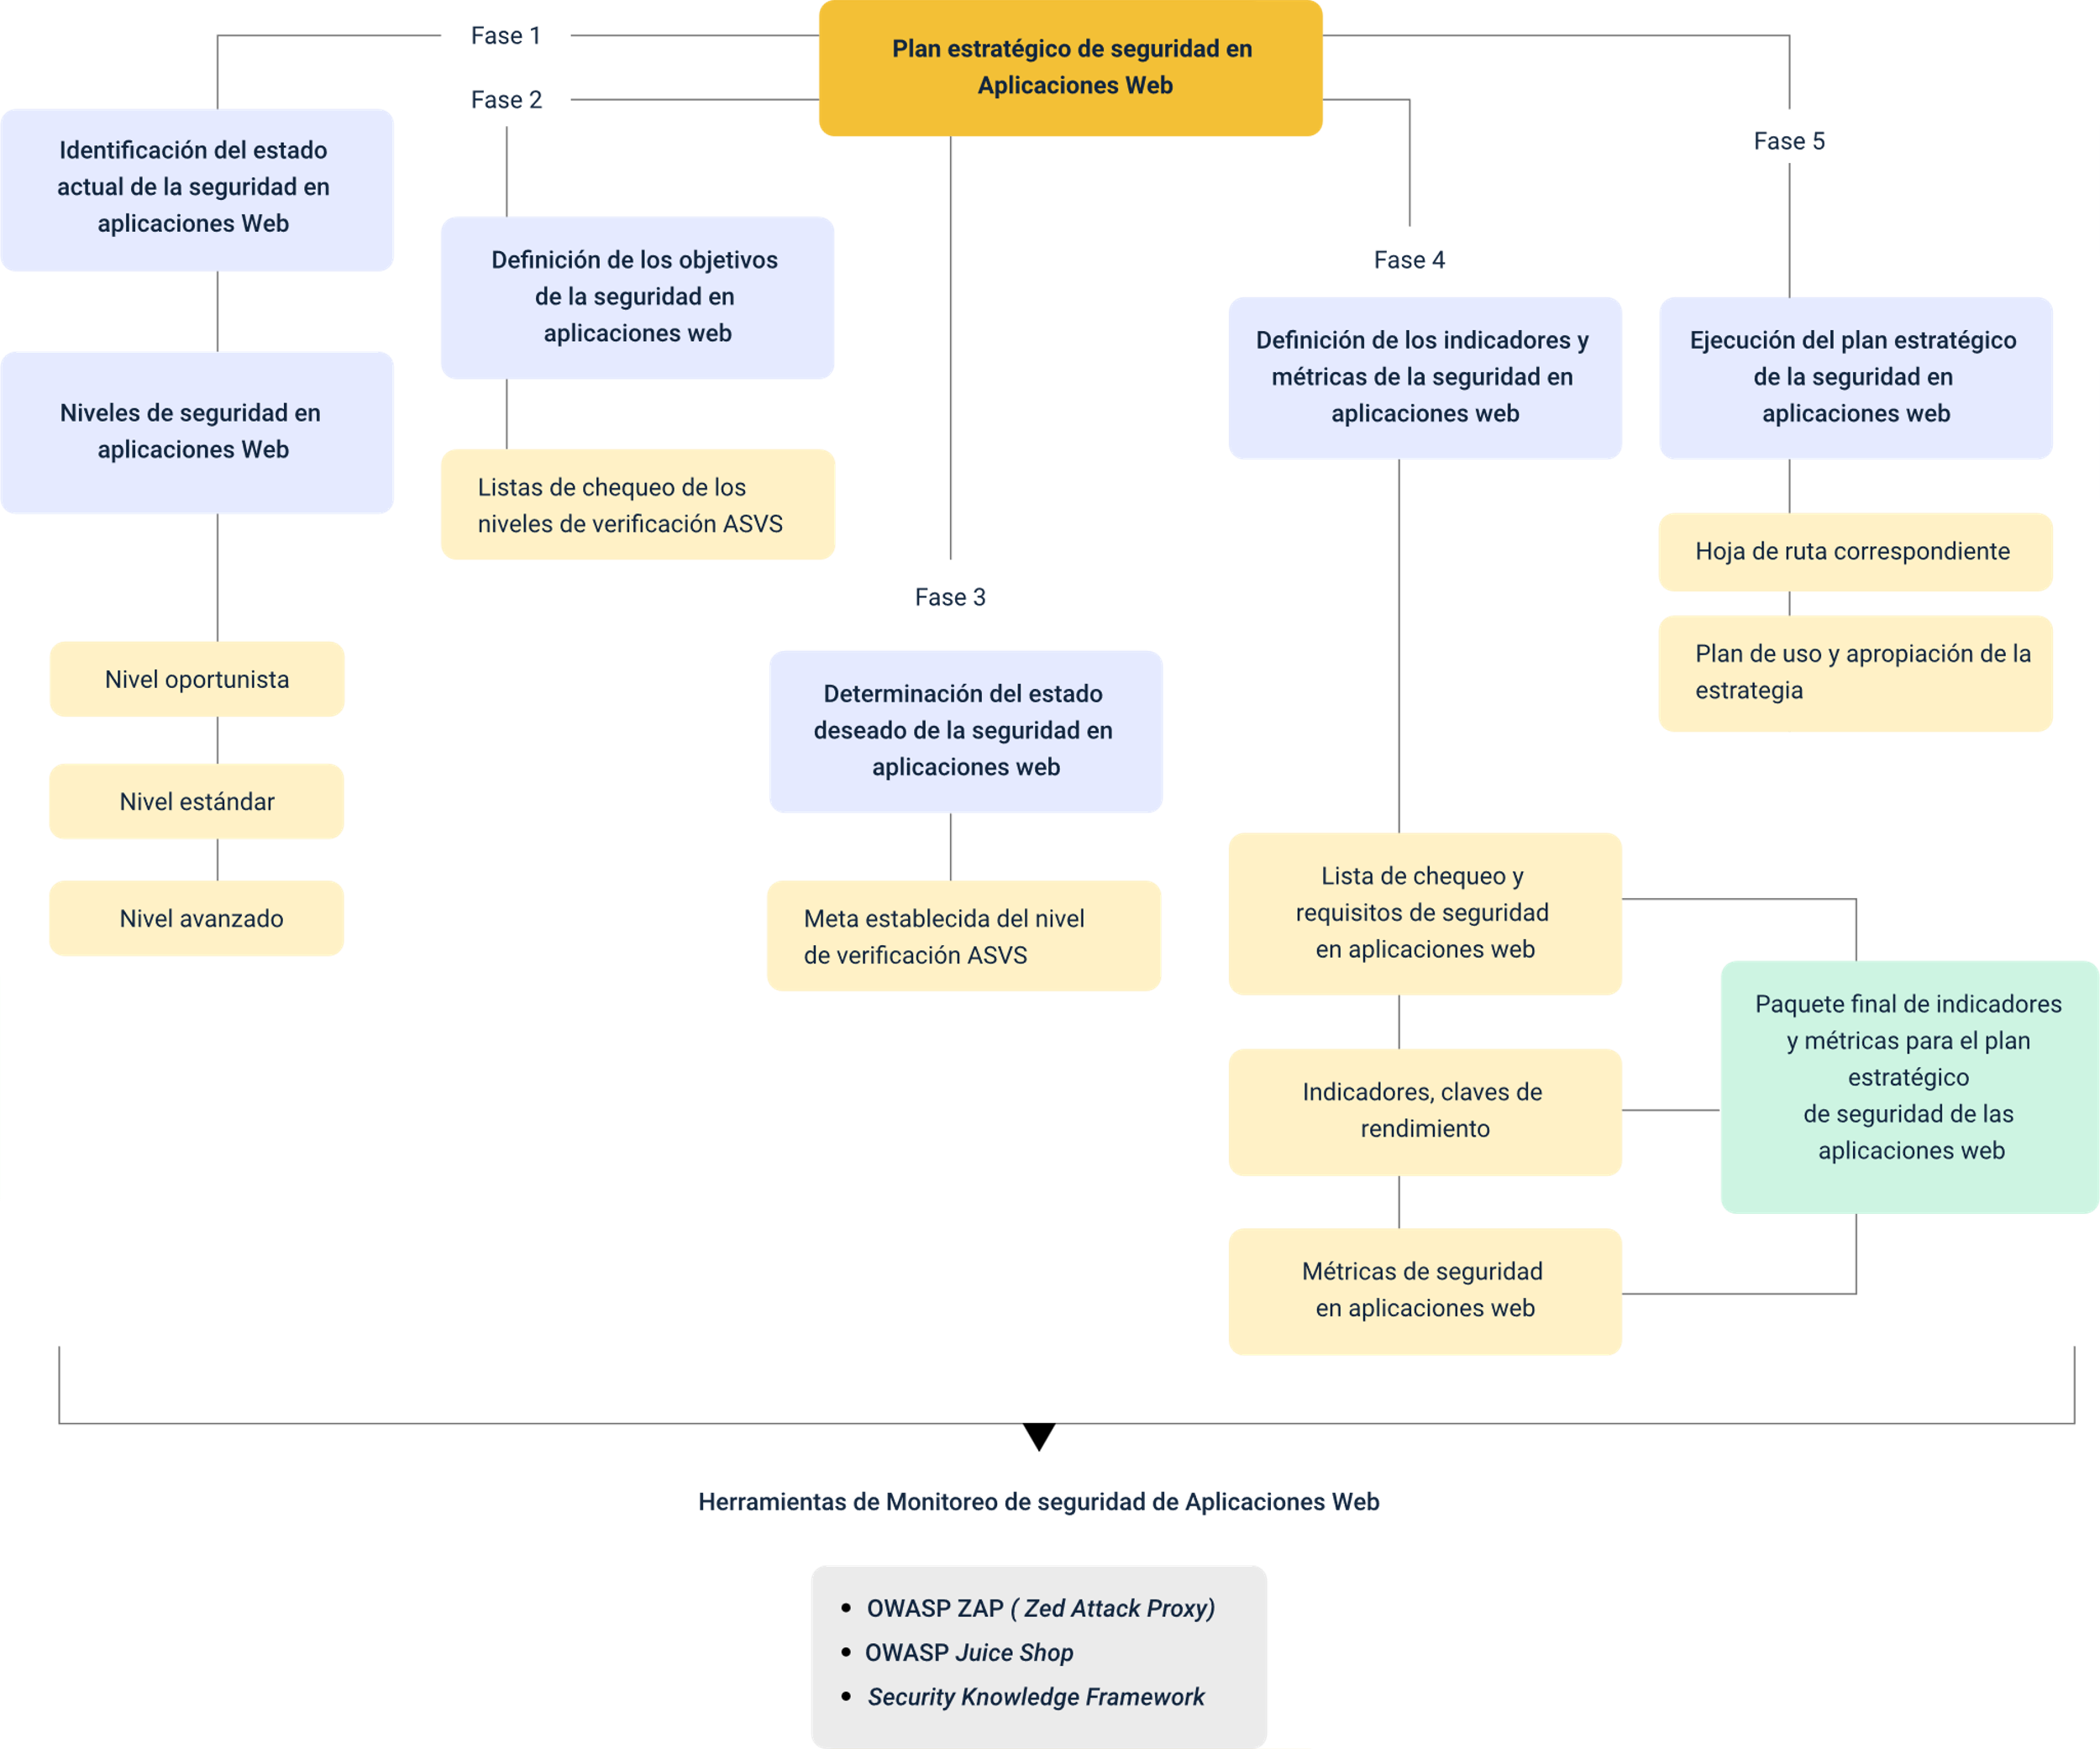 Plan estratégico de seguridad en
Aplicaciones Web
Fase 1
Identificación del estado
actual de la seguridad en
aplicaciones Web
Niveles de seguridad en
aplicaciones Web
Nivel oportunista
Nivel estándar
Nivel avanzado
Fase 2
Definición de los objetivos
de la seguridad en
aplicaciones web
Listas de chequeo de los
niveles de verificación ASVS
Fase 3
Determinación del estado
deseado de la seguridad en
aplicaciones web
Meta establecida del nivel
de verificación ASVS
Fase 4
Definición de los indicadores y
métricas de la seguridad en
aplicaciones web
Lista de chequeo y
requisitos de seguridad
en aplicaciones web
Indicadores, claves de
rendimiento
Métricas de seguridad
en aplicaciones web
Paquete final de indicadores
y métricas para el plan
estratégico
de seguridad de las
aplicaciones web
Fase 5
Ejecución del plan estratégico
de la seguridad en
aplicaciones web
Hoja de ruta correspondiente
Plan de uso y apropiación de la
estrategia
Herramientas de Monitoreo de seguridad de Aplicaciones Web
• OWASP ZAP ( Zed Attack Proxy)
• OWASP Juice Shop
• Security Knowledge Framework